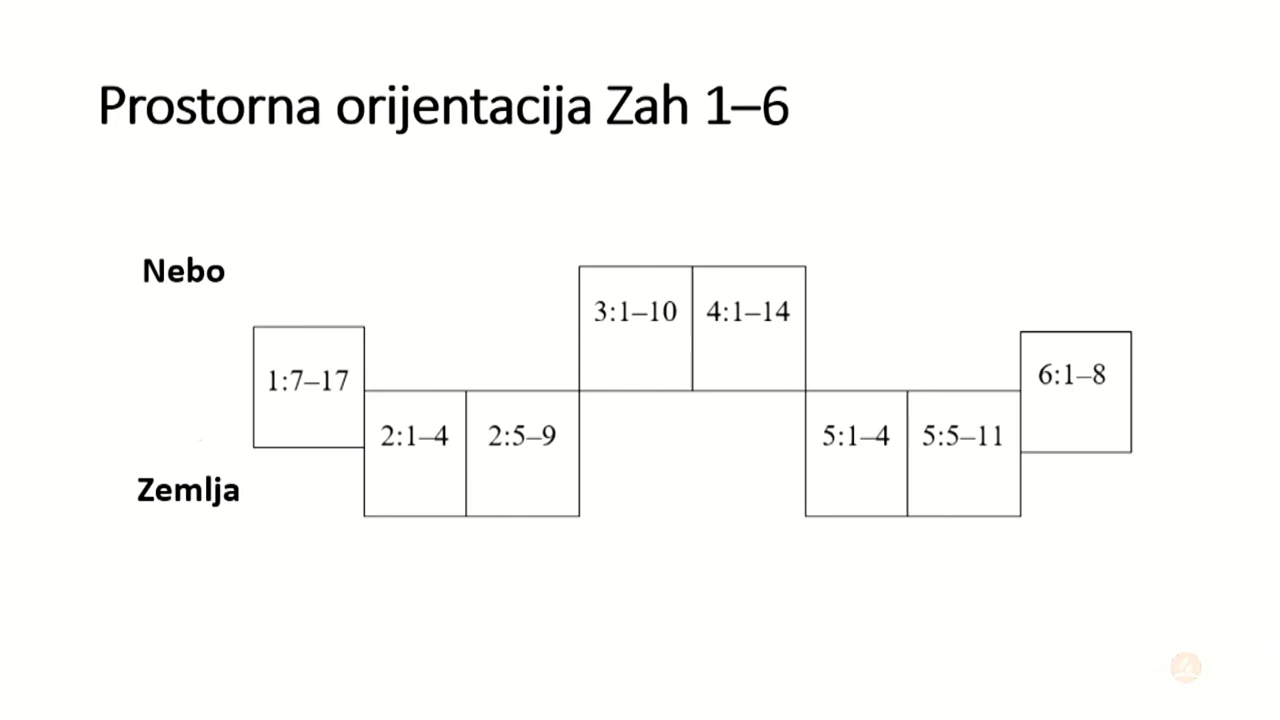 Prostorna orijentacija Zah 1–6
Nebo
3:1–10 4:1–14
1:7–17 6:1–8
2:1–4 2:5–9 5:1–4 5:5–11
Zemlja